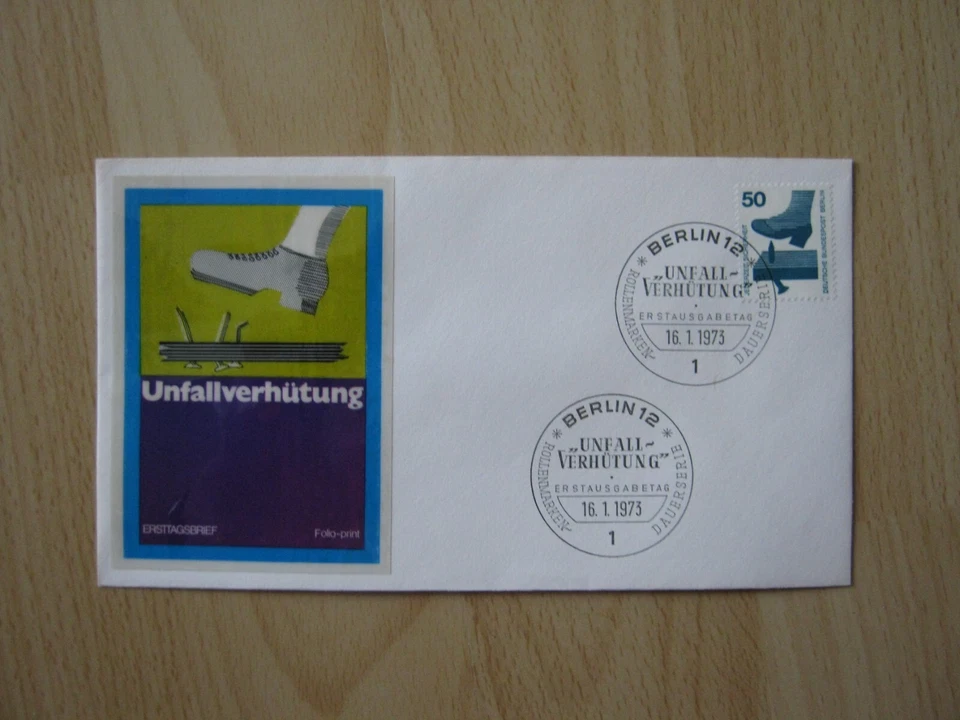 Unfallverhütung
ERSTTAGSBRIEF
Folio-print
50
DEUTSCHE BUNDESPOST BERLIN
BERLIN 12
„UNFALL-
VERHÜTUNG
ERSTAUSGABETAG
16.1.1973
1
ROLLENMARKEN-
DAUERSERIE
BERLIN 12
„UNFALL-
VERHÜTUNG”
ERSTAUSGABETAG
16.1.1973
1
ROLLENMARKEN-
DAUERSERIE